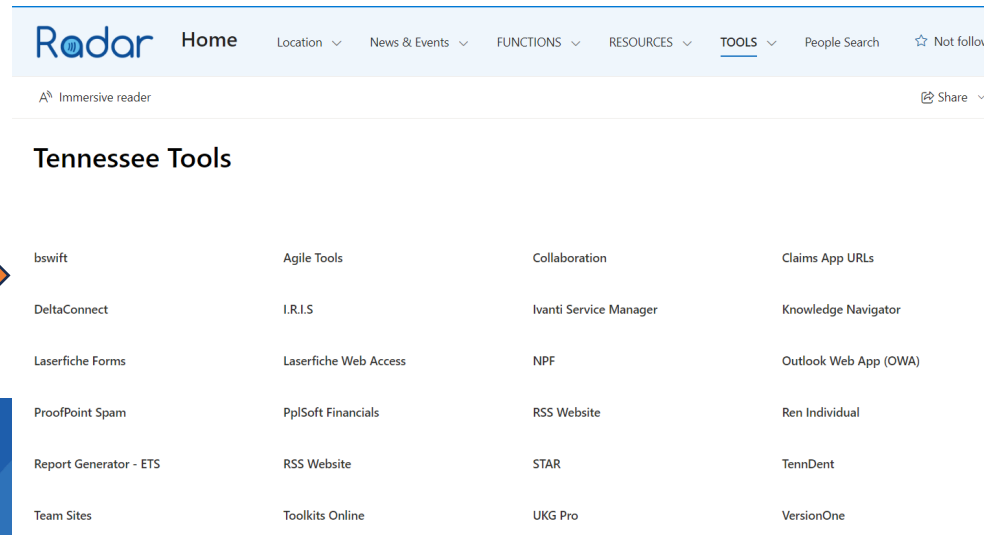 Radar Home Location News & Events FUNCTIONS RESOURCES TOOLS People Search Not follow
Immersive reader Share
Tennessee Tools
bswift Agile Tools Collaboration Claims App URLs
DeltaConnect I.R.I.S Ivanti Service Manager Knowledge Navigator
Laserfiche Forms Laserfiche Web Access NPF Outlook Web App (OWA)
ProofPoint Spam PplSoft Financials RSS Website Ren Individual
Report Generator - ETS RSS Website STAR TennDent
Team Sites Toolkits Online UKG Pro VersionOne